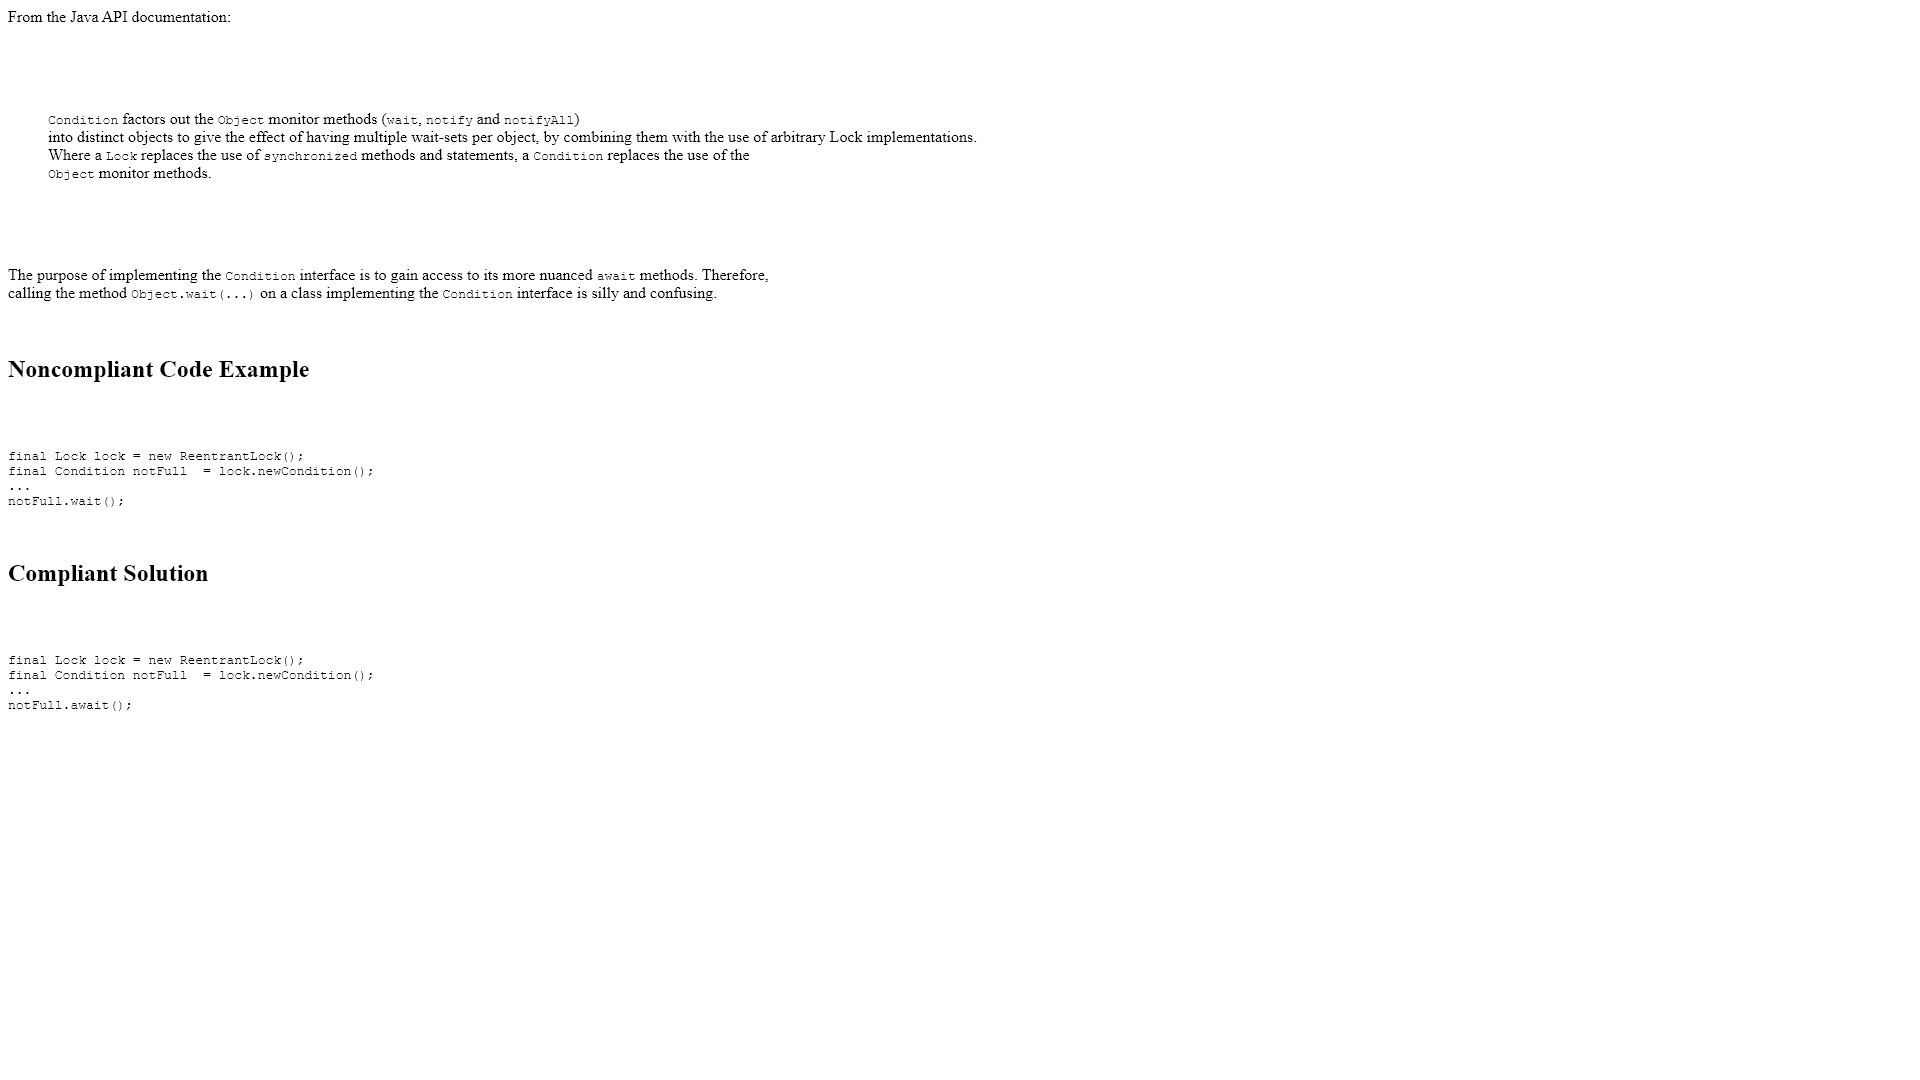 From the Java API documentation:
Condition factors out the Object monitor methods (wait, notify and notifyAll)
into distinct objects to give the effect of having multiple wait-sets per object, by combining them with the use of arbitrary Lock implementations.
Where a Lock replaces the use of synchronized methods and statements, a Condition replaces the use of the
Object monitor methods.
The purpose of implementing the Condition interface is to gain access to its more nuanced await methods. Therefore,
calling the method Object.wait(...) on a class implementing the Condition interface is silly and confusing.
Noncompliant Code Example
final Lock lock = new ReentrantLock();
final Condition notFull  = lock.newCondition();
...
notFull.wait();
Compliant Solution
final Lock lock = new ReentrantLock();
final Condition notFull  = lock.newCondition();
...
notFull.await();